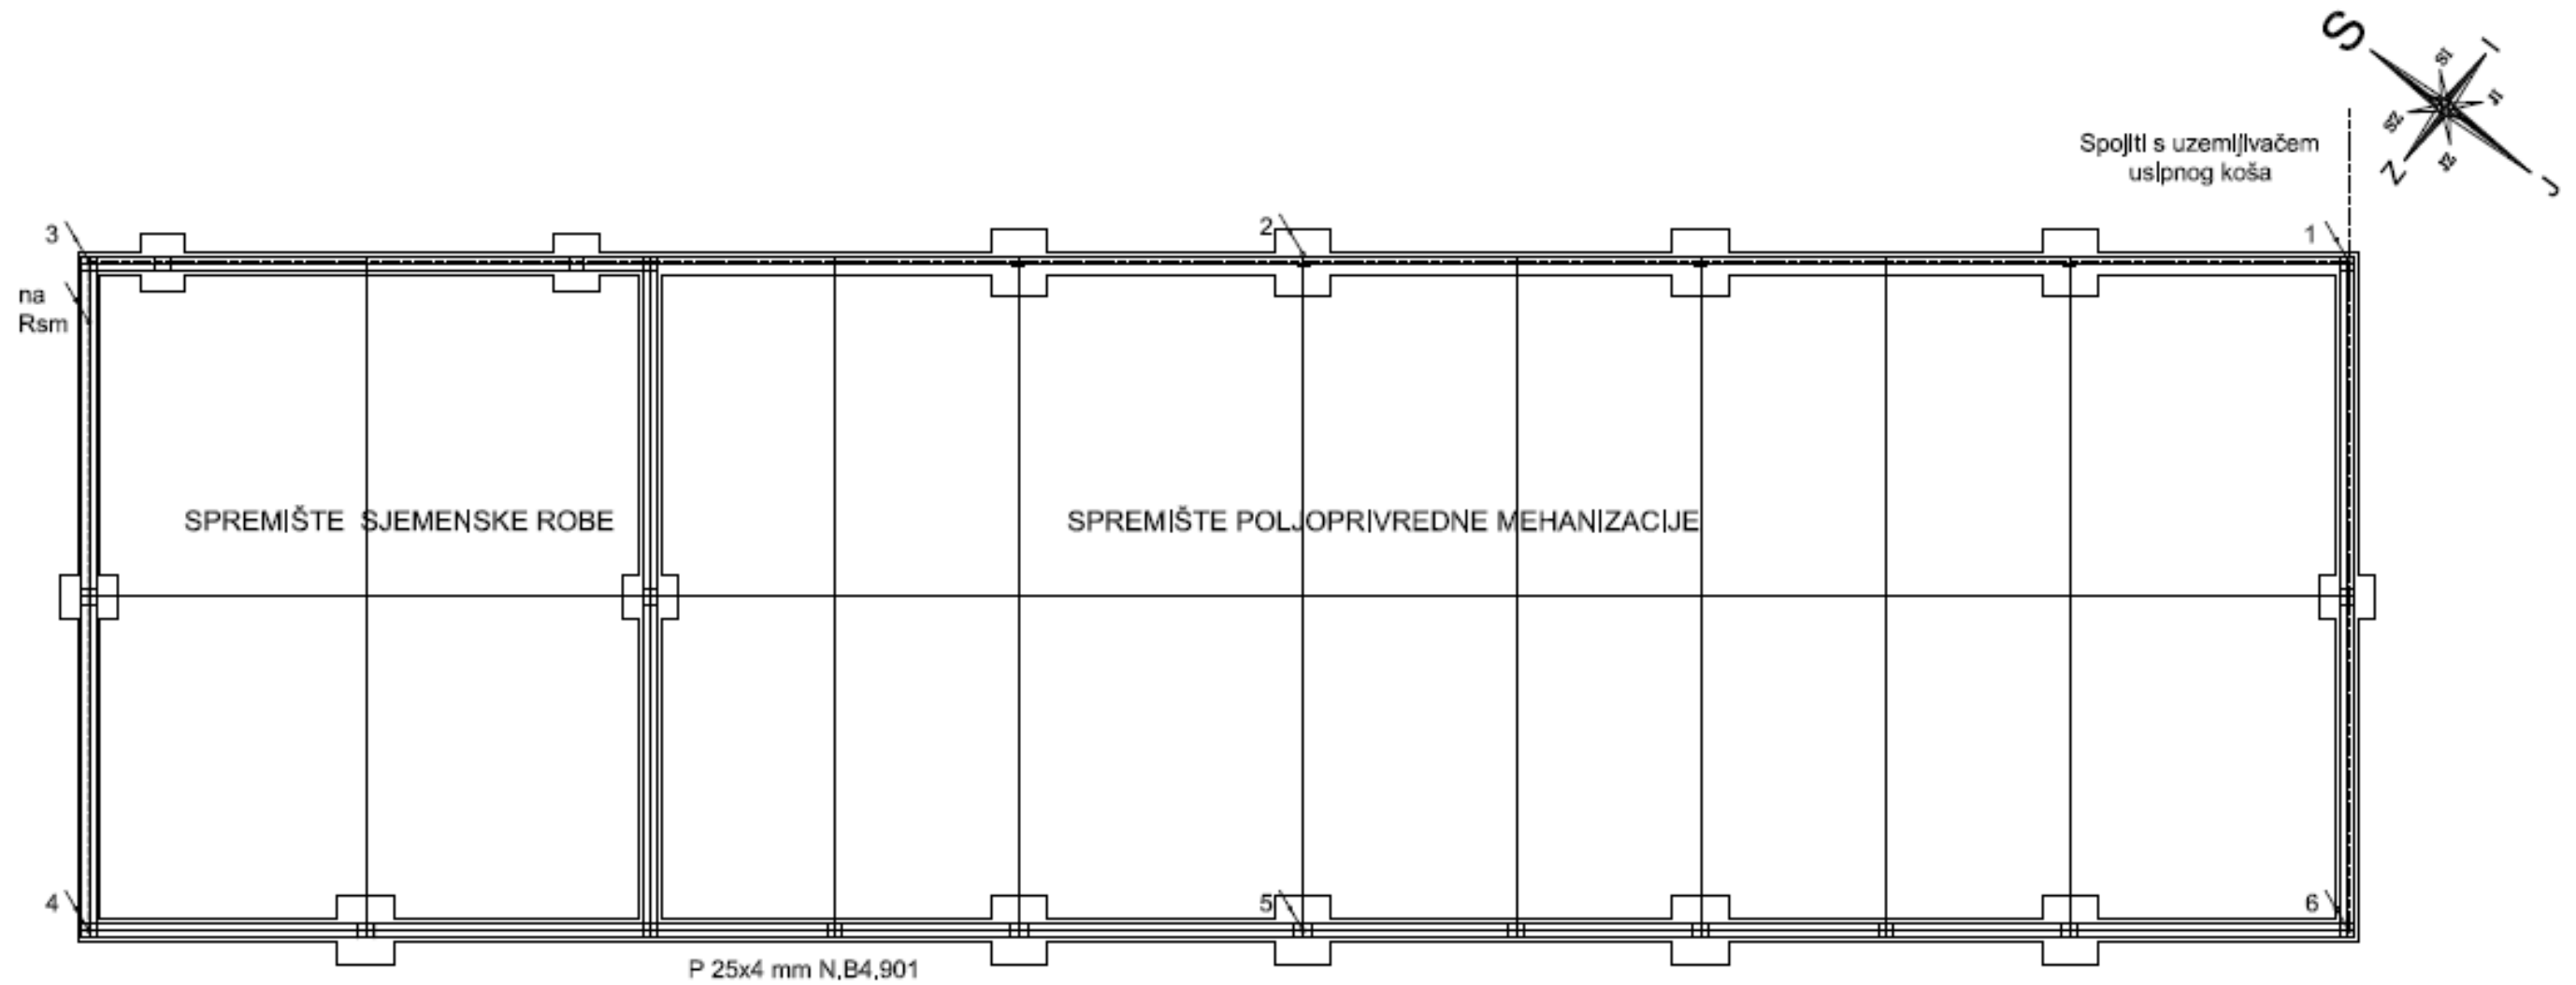 S
I
SI
JI
SZ
JZ
Z
J
Spojiti s uzemljivačem
usipnog koša
3
2
1
na
Rsm
SPREMIŠTE SJEMENSKE ROBE
SPREMIŠTE POLJOPRIVREDNE MEHANIZACIJE
4
5
6
P 25x4 mm N.B4.901